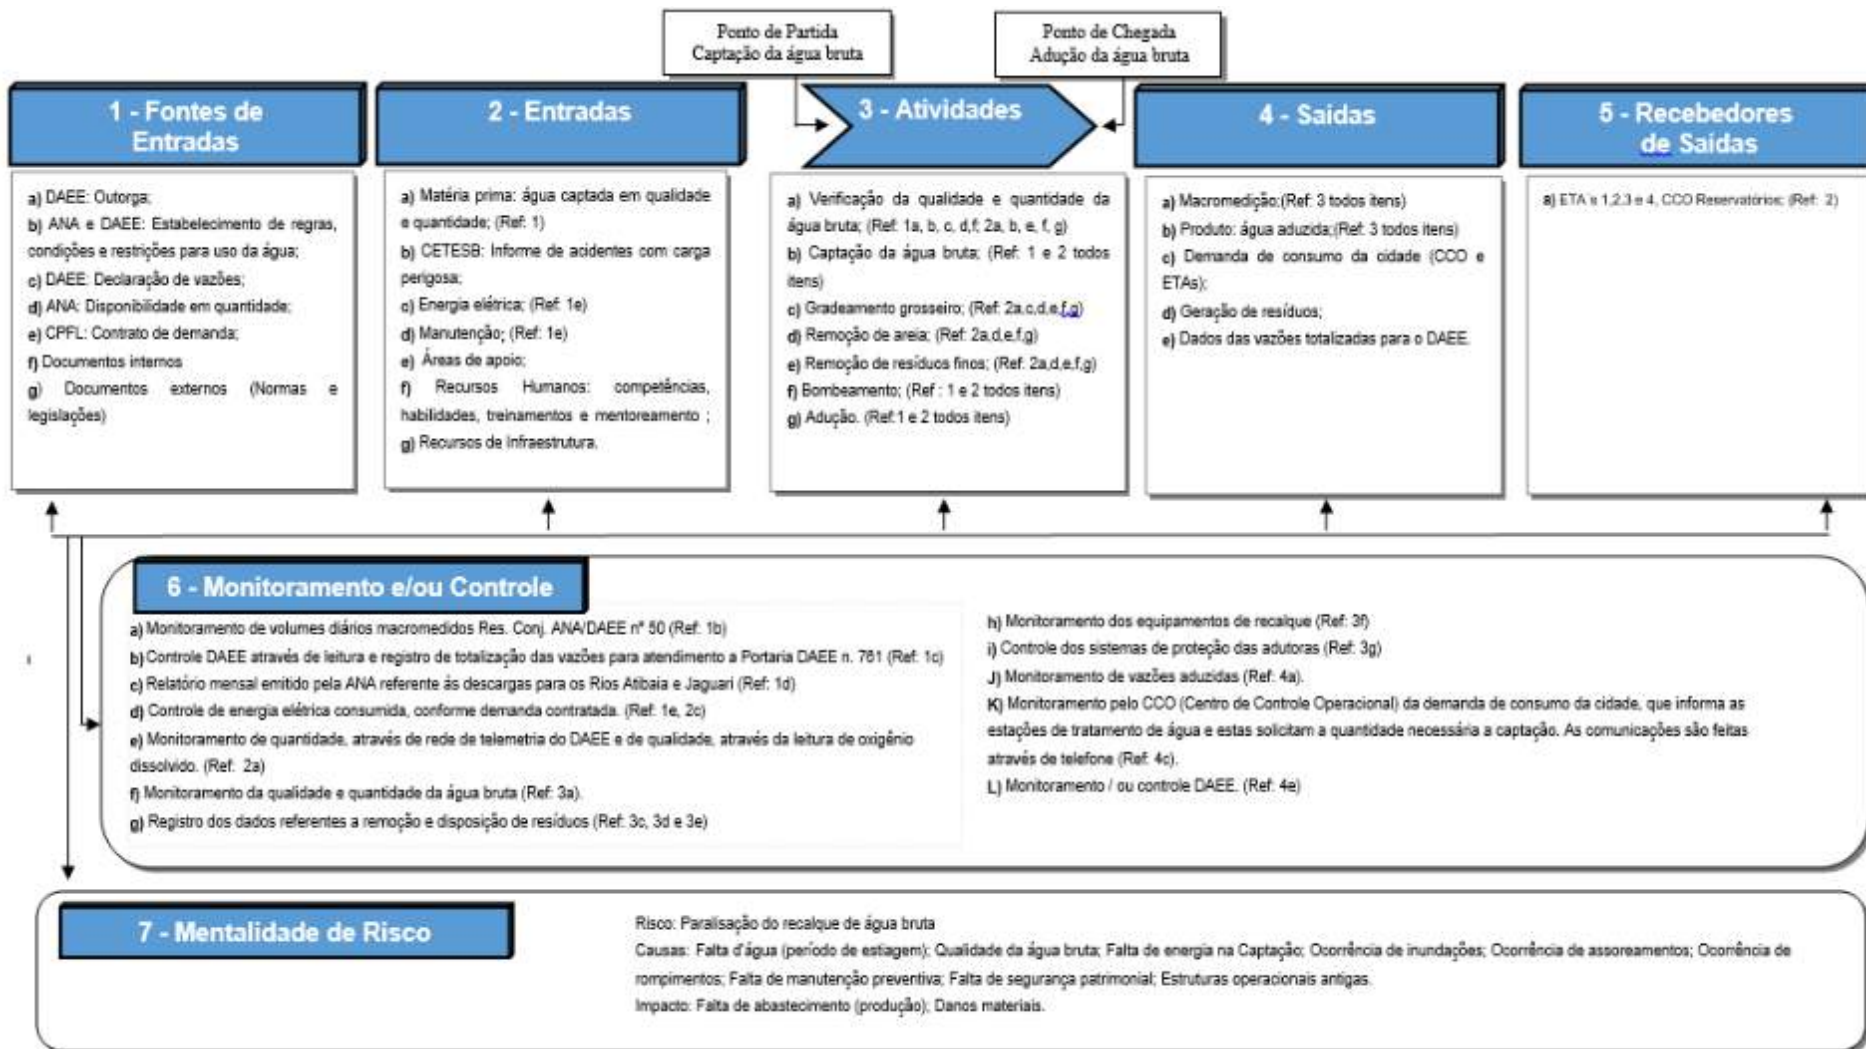 Ponto de Partida
Captação da água bruta
Ponto de Chegada
Adução da água bruta
1 - Fontes de
Entradas
2 - Entradas
3 - Atividades
4 - Saídas
5 - Recebedores
de Saídas
a) DAEE: Outorga;
b) ANA e DAEE: Estabelecimento de regras,
condições e restrições para uso da água;
c) DAEE: Declaração de vazões;
d) ANA: Disponibilidade em quantidade;
e) CPFL: Contrato de demanda;
f) Documentos internos
g) Documentos externos (Normas e
legislações)
a) Matéria prima: água captada em qualidade
e quantidade; (Ref: 1)
b) CETESB: Informe de acidentes com carga
perigosa;
c) Energia elétrica; (Ref: 1e)
d) Manutenção; (Ref: 1e)
e) Áreas de apoio;
f) Recursos Humanos: competências,
habilidades, treinamentos e mentoreamento ;
g) Recursos de Infraestrutura.
a) Verificação da qualidade e quantidade da
água bruta; (Ref: 1a, b, c, d,f; 2a, b, e, f, g)
b) Captação da água bruta; (Ref: 1 e 2 todos
itens)
c) Gradeamento grosseiro; (Ref: 2a,c,d,e,f,g)
d) Remoção de areia; (Ref: 2a,d,e,f,g)
e) Remoção de resíduos finos; (Ref: 2a,d,e,f,g)
f) Bombeamento; (Ref : 1 e 2 todos itens)
g) Adução. (Ref:1 e 2 todos itens)
a) Macromedição;(Ref: 3 todos itens)
b) Produto: água aduzida;(Ref: 3 todos itens)
c) Demanda de consumo da cidade (CCO e
ETAs);
d) Geração de resíduos;
e) Dados das vazões totalizadas para o DAEE.
a) ETA´s 1,2,3 e 4, CCO Reservatórios; (Ref: 2)
6 - Monitoramento e/ou Controle
a) Monitoramento de volumes diários macromedidos Res. Conj. ANA/DAEE n° 50 (Ref: 1b)
b) Controle DAEE através de leitura e registro de totalização das vazões para atendimento a Portaria DAEE n. 761 (Ref: 1c)
c) Relatório mensal emitido pela ANA referente ás descargas para os Rios Atibaia e Jaguari (Ref: 1d)
d) Controle de energia elétrica consumida, conforme demanda contratada. (Ref: 1e, 2c)
e) Monitoramento de quantidade, através de rede de telemetria do DAEE e de qualidade, através da leitura de oxigênio
dissolvido. (Ref: 2a)
f) Monitoramento da qualidade e quantidade da água bruta (Ref: 3a).
g) Registro dos dados referentes a remoção e disposição de resíduos (Ref: 3c, 3d e 3e)
h) Monitoramento dos equipamentos de recalque (Ref: 3f)
i) Controle dos sistemas de proteção das adutoras (Ref: 3g)
J) Monitoramento de vazões aduzidas (Ref: 4a).
K) Monitoramento pelo CCO (Centro de Controle Operacional) da demanda de consumo da cidade, que informa as
estações de tratamento de água e estas solicitam a quantidade necessária a captação. As comunicações são feitas
através de telefone (Ref: 4c).
L) Monitoramento / ou controle DAEE. (Ref: 4e)
7 - Mentalidade de Risco
Risco: Paralisação do recalque de água bruta
Causas: Falta d'água (período de estiagem); Qualidade da água bruta; Falta de energia na Captação; Ocorrência de inundações; Ocorrência de assoreamentos; Ocorrência de
rompimentos; Falta de manutenção preventiva; Falta de segurança patrimonial; Estruturas operacionais antigas.
Impacto: Falta de abastecimento (produção); Danos materiais.